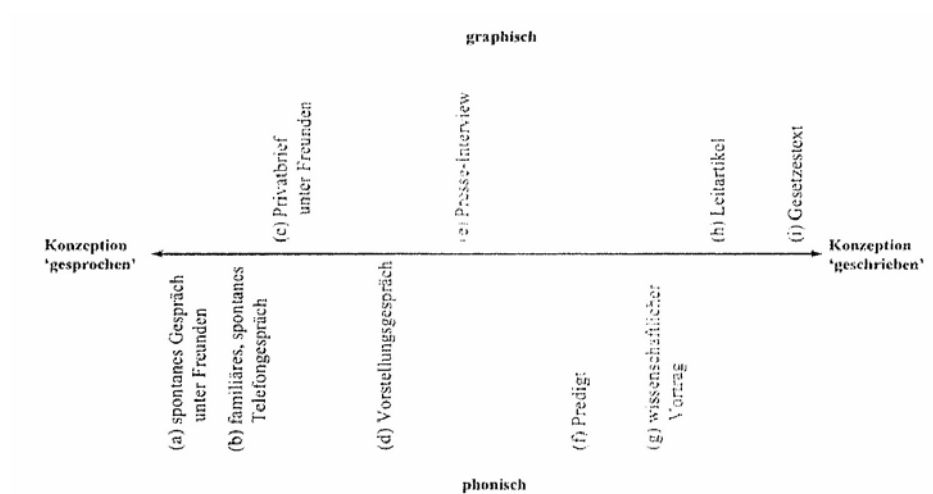 graphisch
(c) Privatbrief
unter Freunden
(e) Presse-Interview
(h) Leitartikel
(i) Gesetzestext
Konzeption
'gesprochen'
Konzeption
'geschrieben'
(a) spontanes Gespräch
unter Freunden
(b) familiäres, spontanes
Telefongespräch
(d) Vorstellungsgespräch
(f) Predigt
(g) wissenschaftlicher
Vortrag
phonisch